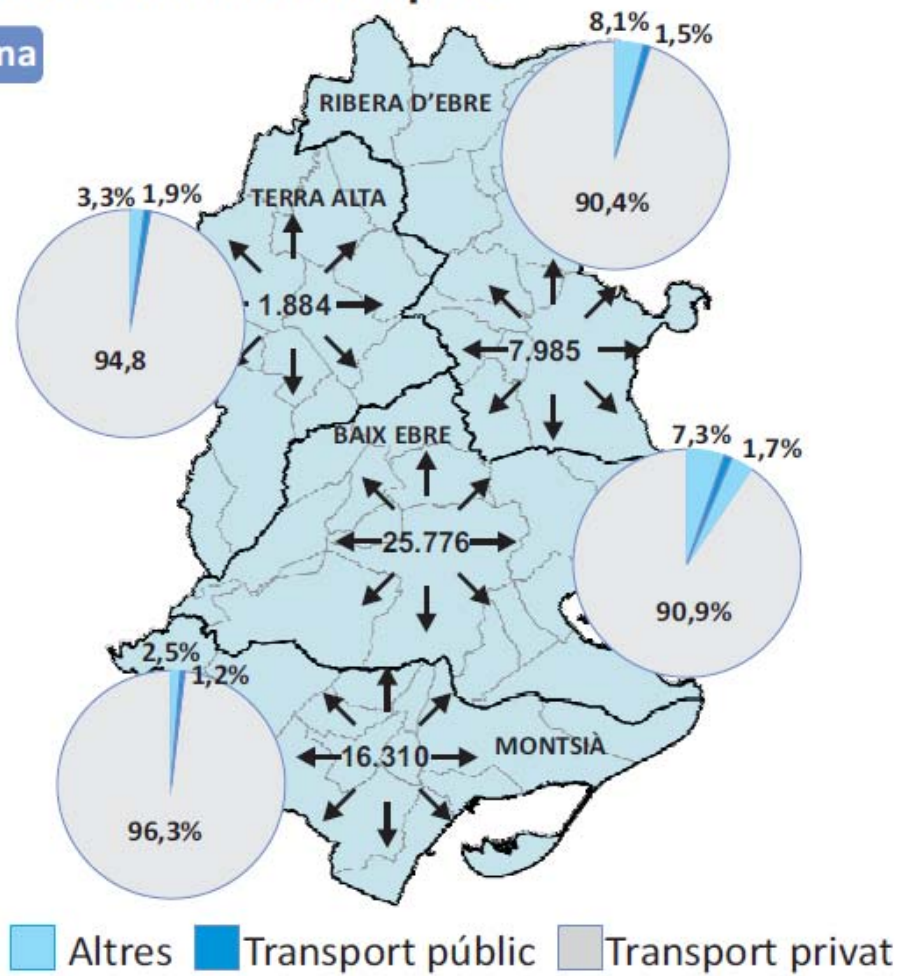 na
8,1%
1,5%
RIBERA D'EBRE
90,4%
3,3% 1,9%
TERRA ALTA
1.884
94,8
7.985
7,3%
1,7%
BAIX EBRE
25.776
90,9%
2,5%
1,2%
16.310
MONTSIÀ
96,3%
Altres
Transport públic
Transport privat